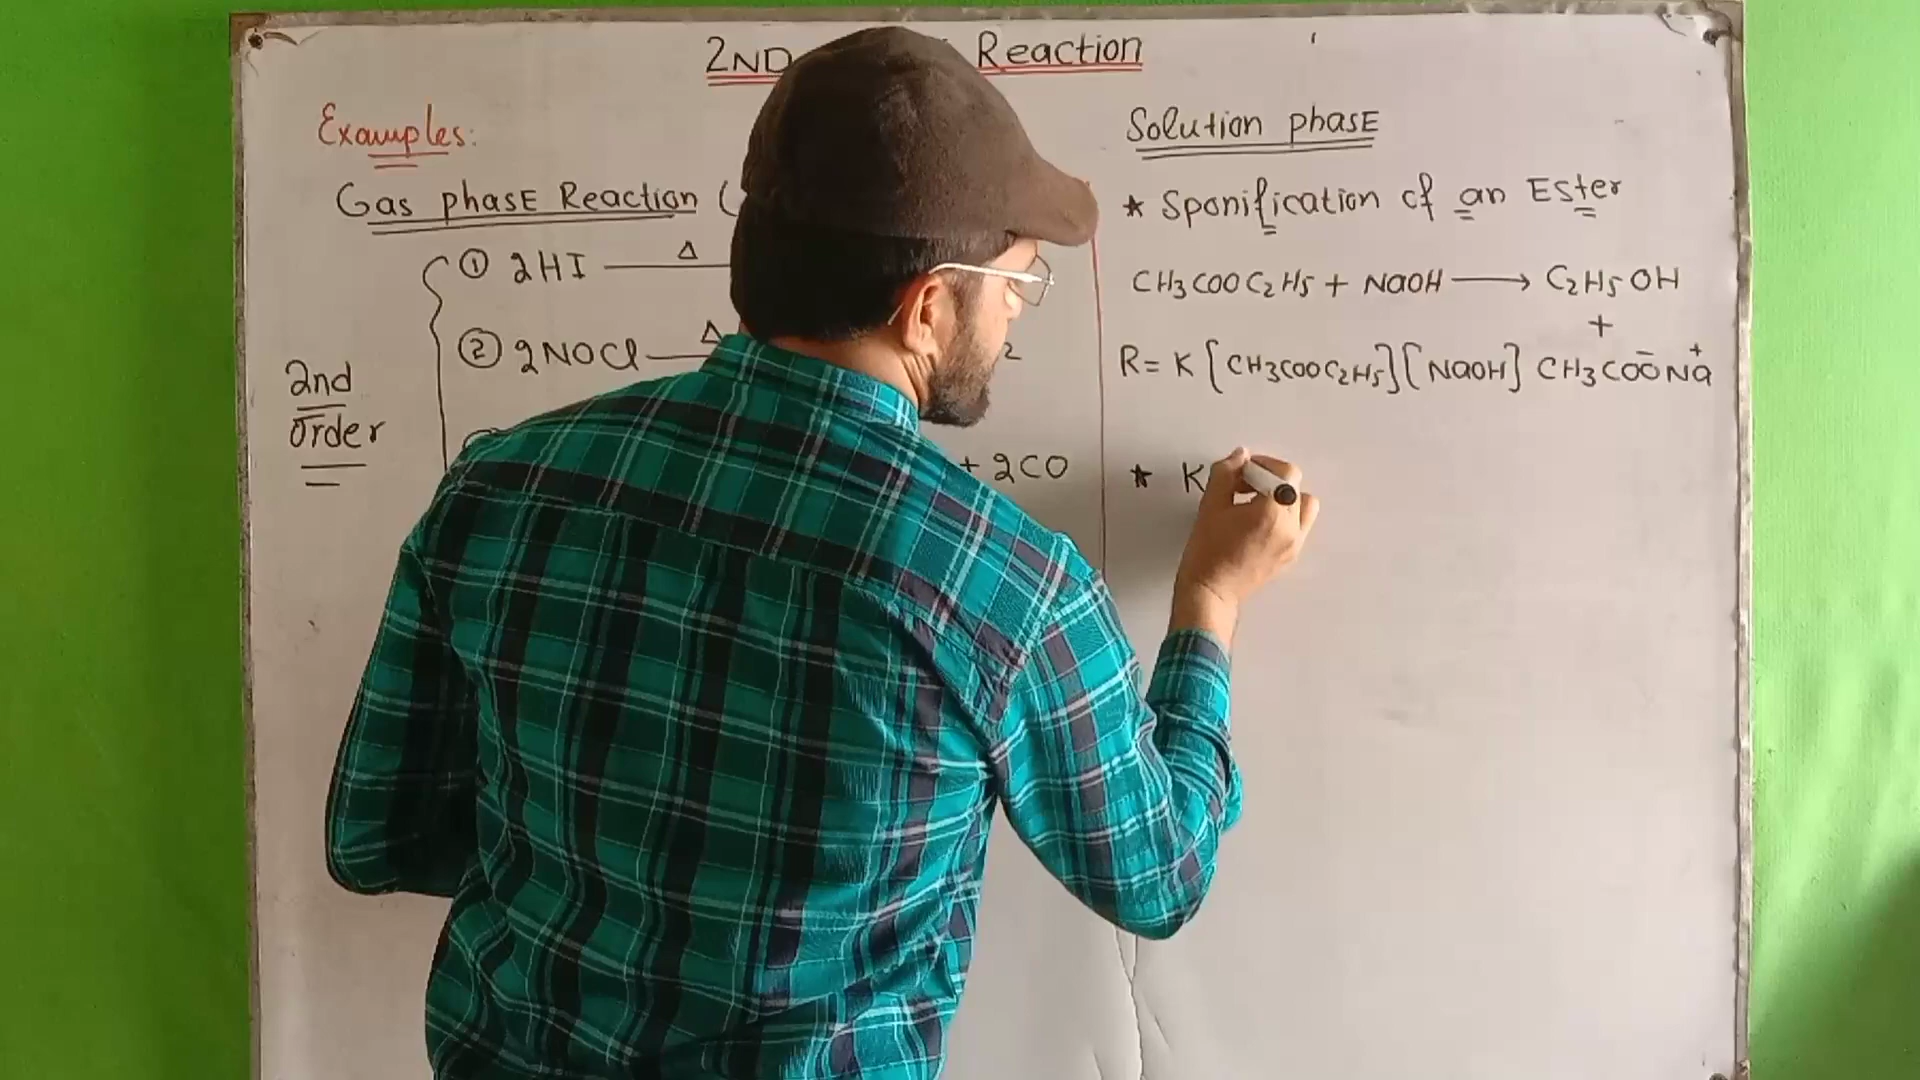 2ND Reaction
Examples:
Gas phasE Reaction (
① 2HI Δ
② 2NOCl Δ 2
2nd
order
+ 2CO
Solution phasE
* Sponification of an Ester
CH3COOC2H5 + NaOH ⟶ C2H5OH
+
R = K [CH3COOC2H5][NaOH] CH3COO⁻Na⁺
* K